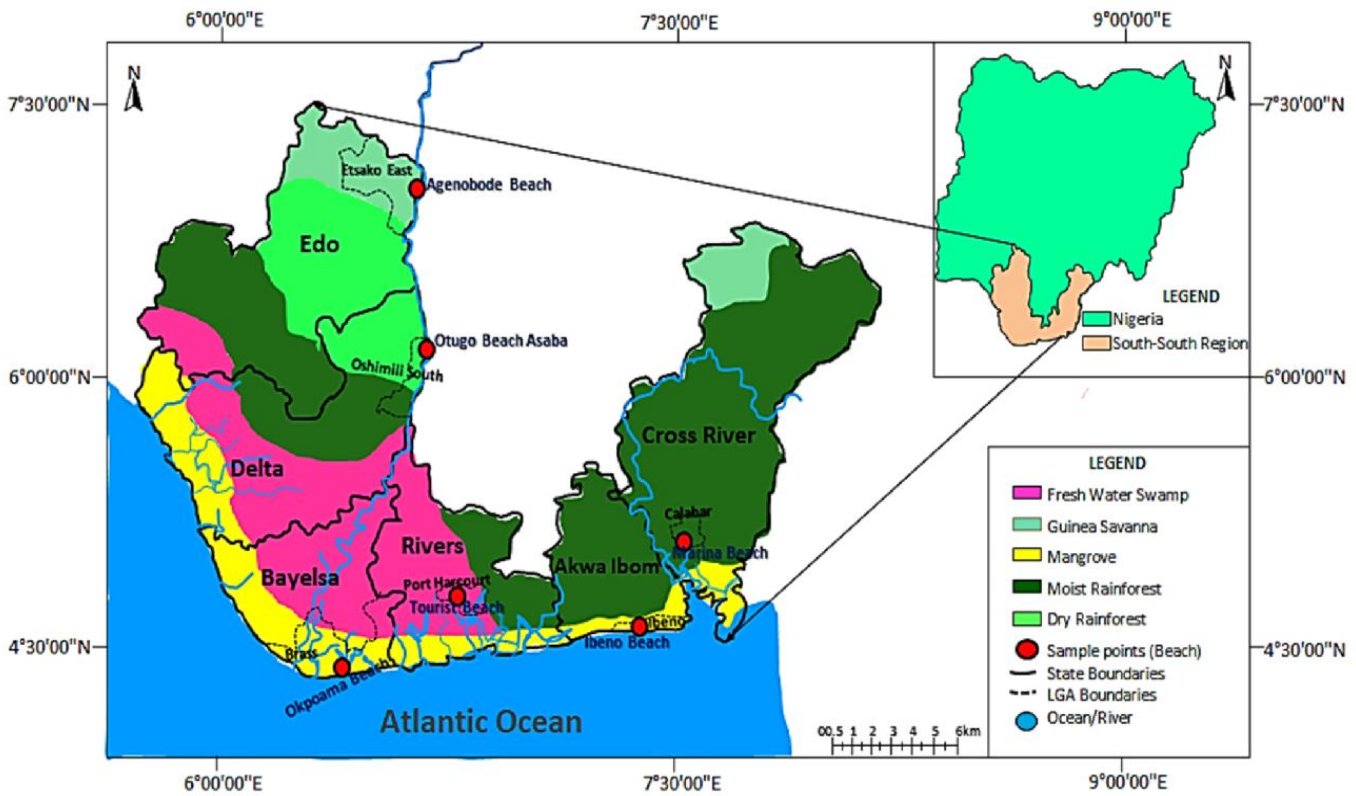 6°00'00"E
7°30'00"E
9°00'00"E
N
N
7°30'00"N
7°30'00"N
Etsako East
Agenobode Beach
Edo
LEGEND
Nigeria
South-South Region
Otugo Beach Asaba
Oshimili South
6°00'00"N
6°00'00"N
Cross River
Delta
LEGEND
Fresh Water Swamp
Guinea Savanna
Mangrove
Moist Rainforest
Dry Rainforest
Sample points (Beach)
State Boundaries
LGA Boundaries
Ocean/River
Calabar
Marina Beach
Rivers
Akwa Ibom
Bayelsa
Port Harcourt
Tourist Beach
Ibeno
Ibeno Beach
4°30'00"N
4°30'00"N
Brass
Okpoama Beach
Atlantic Ocean
00.5 1 2 3 4 5 6km
6°00'00"E
7°30'00"E
9°00'00"E